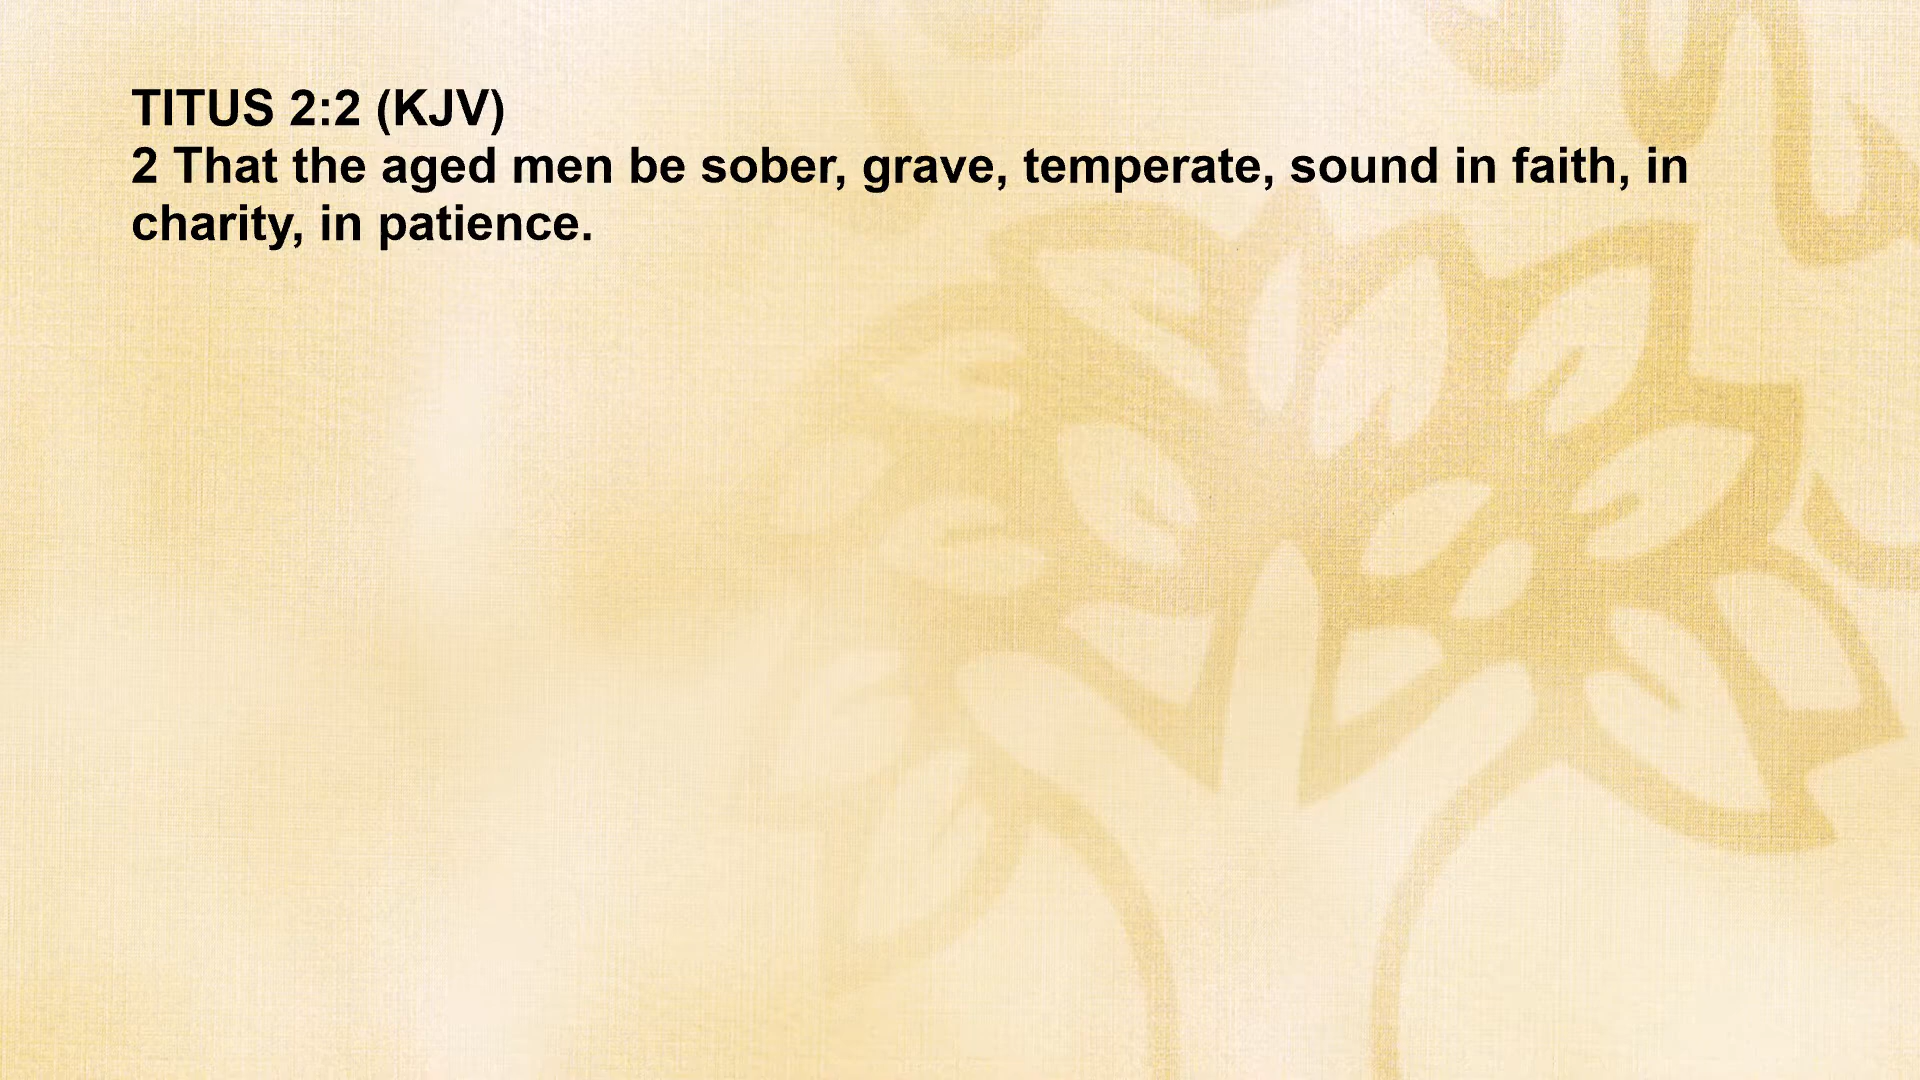 TITUS 2:2 (KJV)
2 That the aged men be sober, grave, temperate, sound in faith, in
charity, in patience.